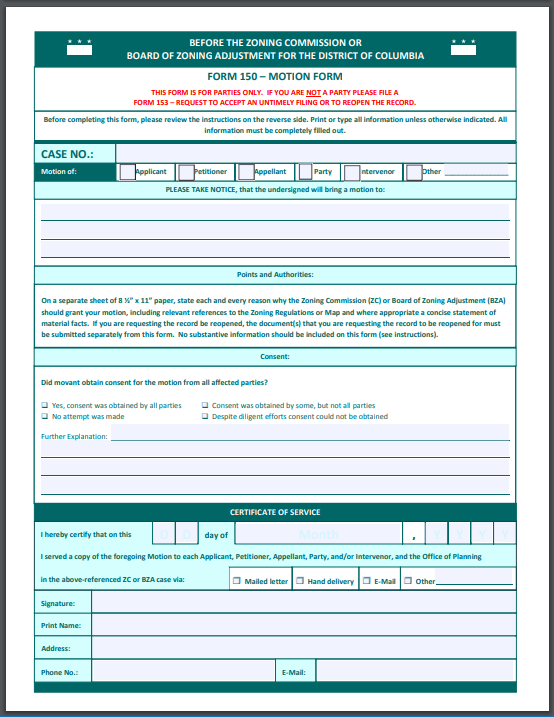 BEFORE THE ZONING COMMISSION OR
BOARD OF ZONING ADJUSTMENT FOR THE DISTRICT OF COLUMBIA
FORM 150 – MOTION FORM
THIS FORM IS FOR PARTIES ONLY. IF YOU ARE NOT A PARTY PLEASE FILE A
FORM 153 – REQUEST TO ACCEPT AN UNTIMELY FILING OR TO REOPEN THE RECORD.
Before completing this form, please review the instructions on the reverse side. Print or type all information unless otherwise indicated. All
information must be completely filled out.
CASE NO.:
Motion of: Applicant Petitioner Appellant Party Intervenor Other
PLEASE TAKE NOTICE, that the undersigned will bring a motion to:
Points and Authorities:
On a separate sheet of 8 ½” x 11” paper, state each and every reason why the Zoning Commission (ZC) or Board of Zoning Adjustment (BZA)
should grant your motion, including relevant references to the Zoning Regulations or Map and where appropriate a concise statement of
material facts. If you are requesting the record be reopened, the document(s) that you are requesting the record to be reopened for must
be submitted separately from this form. No substantive information should be included on this form (see instructions).
Consent:
Did movant obtain consent for the motion from all affected parties?
Yes, consent was obtained by all parties Consent was obtained by some, but not all parties
No attempt was made Despite diligent efforts consent could not be obtained
Further Explanation:
CERTIFICATE OF SERVICE
I hereby certify that on this D D day of Month , Y Y Y Y
I served a copy of the foregoing Motion to each Applicant, Petitioner, Appellant, Party, and/or Intervenor, and the Office of Planning
in the above-referenced ZC or BZA case via: Mailed letter Hand delivery E-Mail Other
Signature:
Print Name:
Address:
Phone No.: E-Mail: